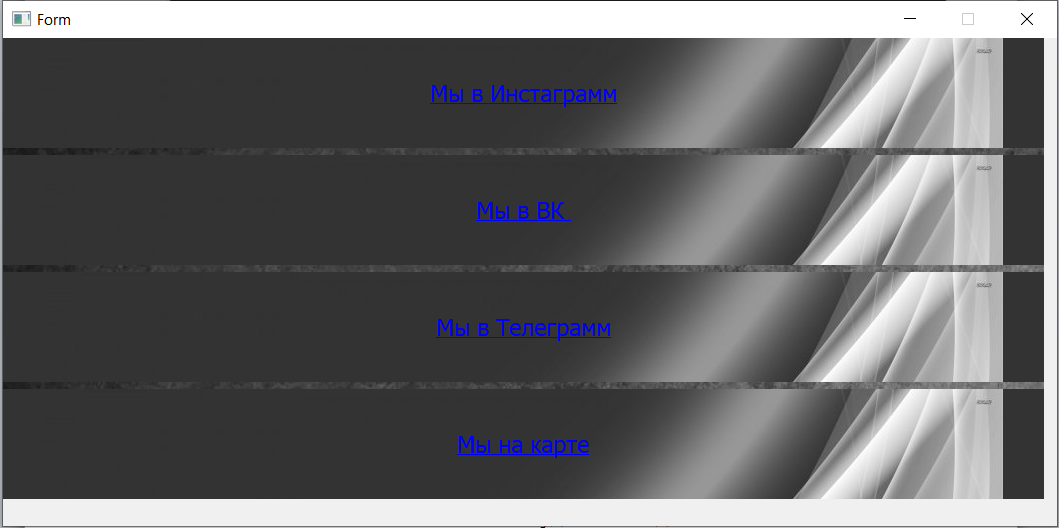 Form
Мы в Инстаграмм
Мы в ВК
Мы в Телеграмм
Мы на карте